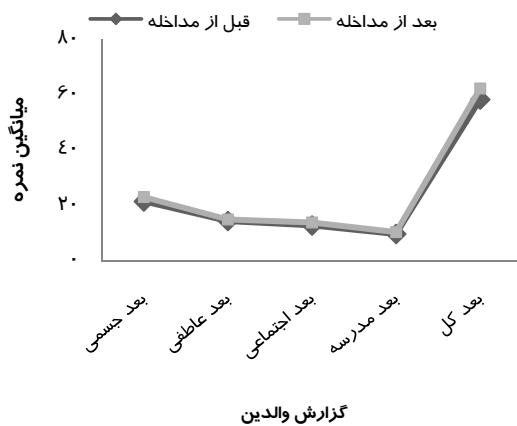 قبل از مداخله
بعد از مداخله
میانگین نمره
۸۰
۶۰
٤۰
۲۰
۰
بعد جسمی
بعد عاطفی
بعد اجتماعی
بعد مدرسه
بعد کل
گزارش والدین